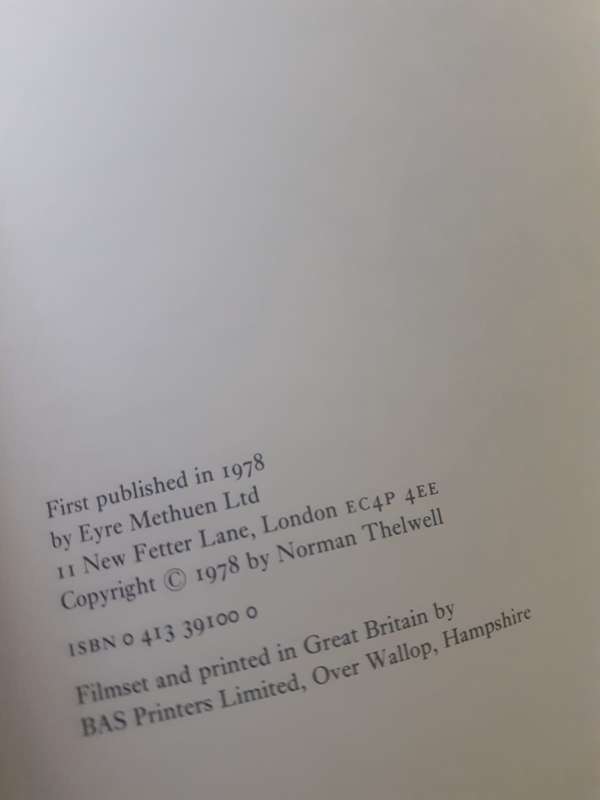 First published in 1978
by Eyre Methuen Ltd
11 New Fetter Lane, London EC4P 4EE
Copyright © 1978 by Norman Thelwell
ISBN 0 413 39100 0
Filmset and printed in Great Britain by
BAS Printers Limited, Over Wallop, Hampshire